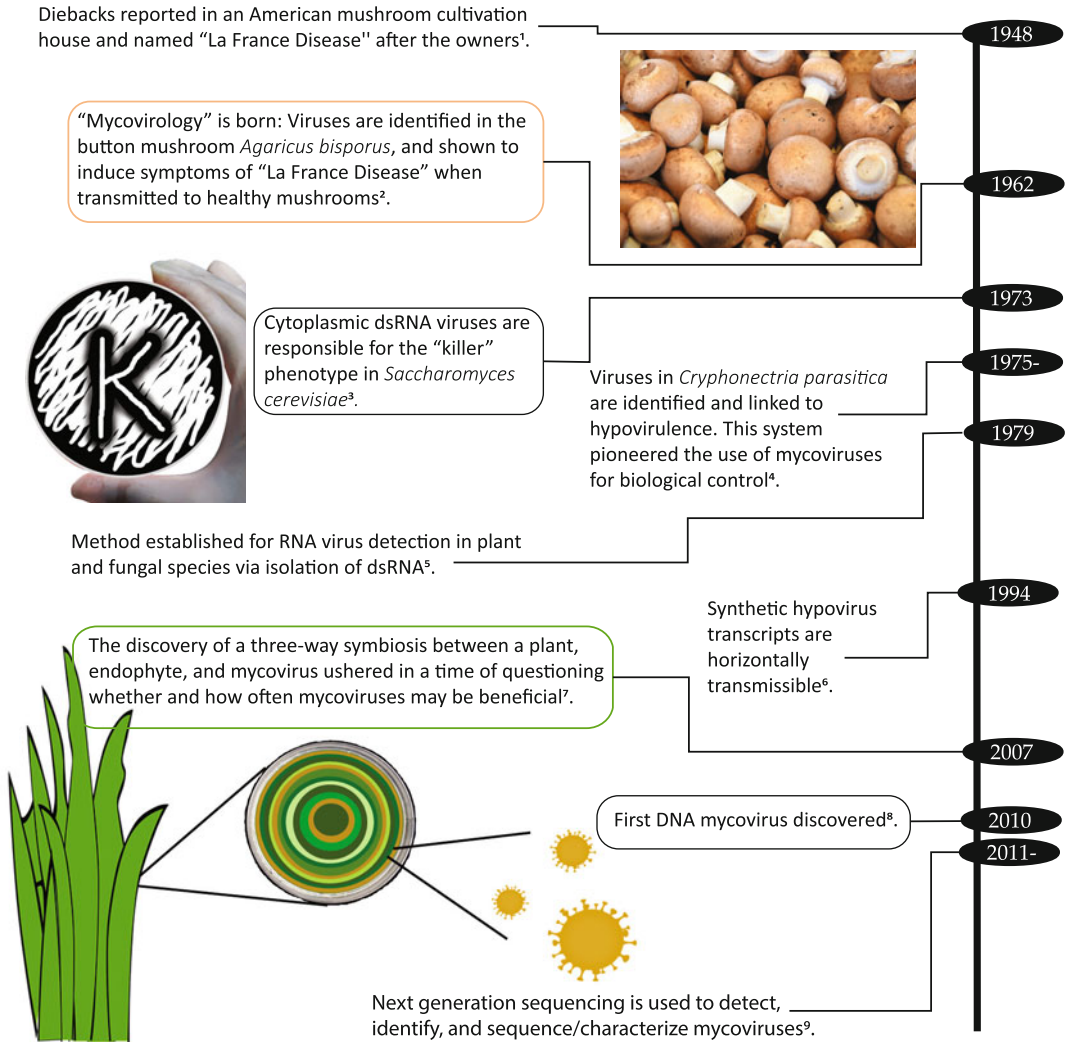 Diebacks reported in an American mushroom cultivation
house and named “La France Disease'' after the owners¹.
1948
“Mycovirology” is born: Viruses are identified in the
button mushroom Agaricus bisporus, and shown to
induce symptoms of “La France Disease” when
transmitted to healthy mushrooms².
1962
K
Cytoplasmic dsRNA viruses are
responsible for the “killer”
phenotype in Saccharomyces
cerevisiae³.
1973
Viruses in Cryphonectria parasitica
are identified and linked to
hypovirulence. This system
pioneered the use of mycoviruses
for biological control⁴.
1975-
Method established for RNA virus detection in plant
and fungal species via isolation of dsRNA⁵.
1979
Synthetic hypovirus
transcripts are
horizontally
transmissible⁶.
1994
The discovery of a three-way symbiosis between a plant,
endophyte, and mycovirus ushered in a time of questioning
whether and how often mycoviruses may be beneficial⁷.
2007
First DNA mycovirus discovered⁸.
2010
2011-
Next generation sequencing is used to detect,
identify, and sequence/characterize mycoviruses⁹.